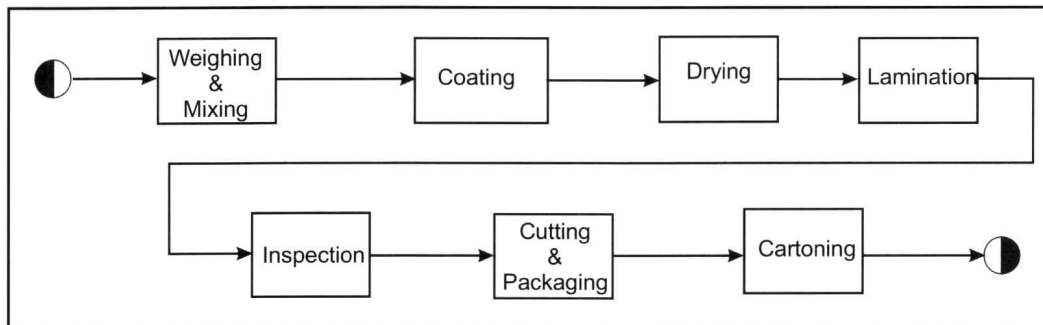 Weighing
&
Mixing
Coating
Drying
Lamination
Inspection
Cutting
&
Packaging
Cartoning